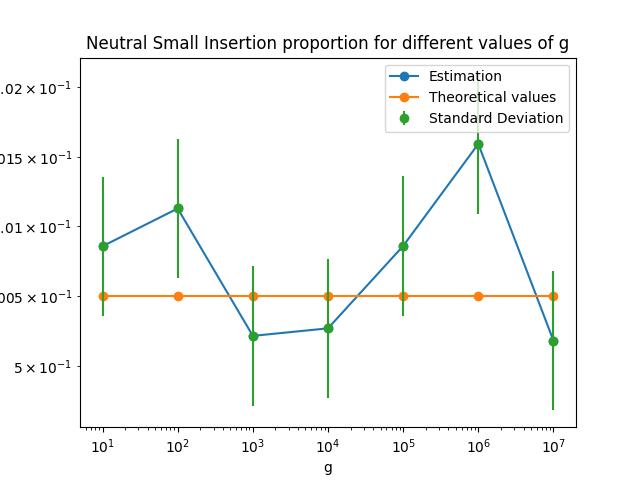 Neutral Small Insertion proportion for different values of g
Estimation
Theoretical values
Standard Deviation
.02 × 10⁻¹
015 × 10⁻¹
.01 × 10⁻¹
005 × 10⁻¹
5 × 10⁻¹
10¹ 10² 10³ 10⁴ 10⁵ 10⁶ 10⁷
g